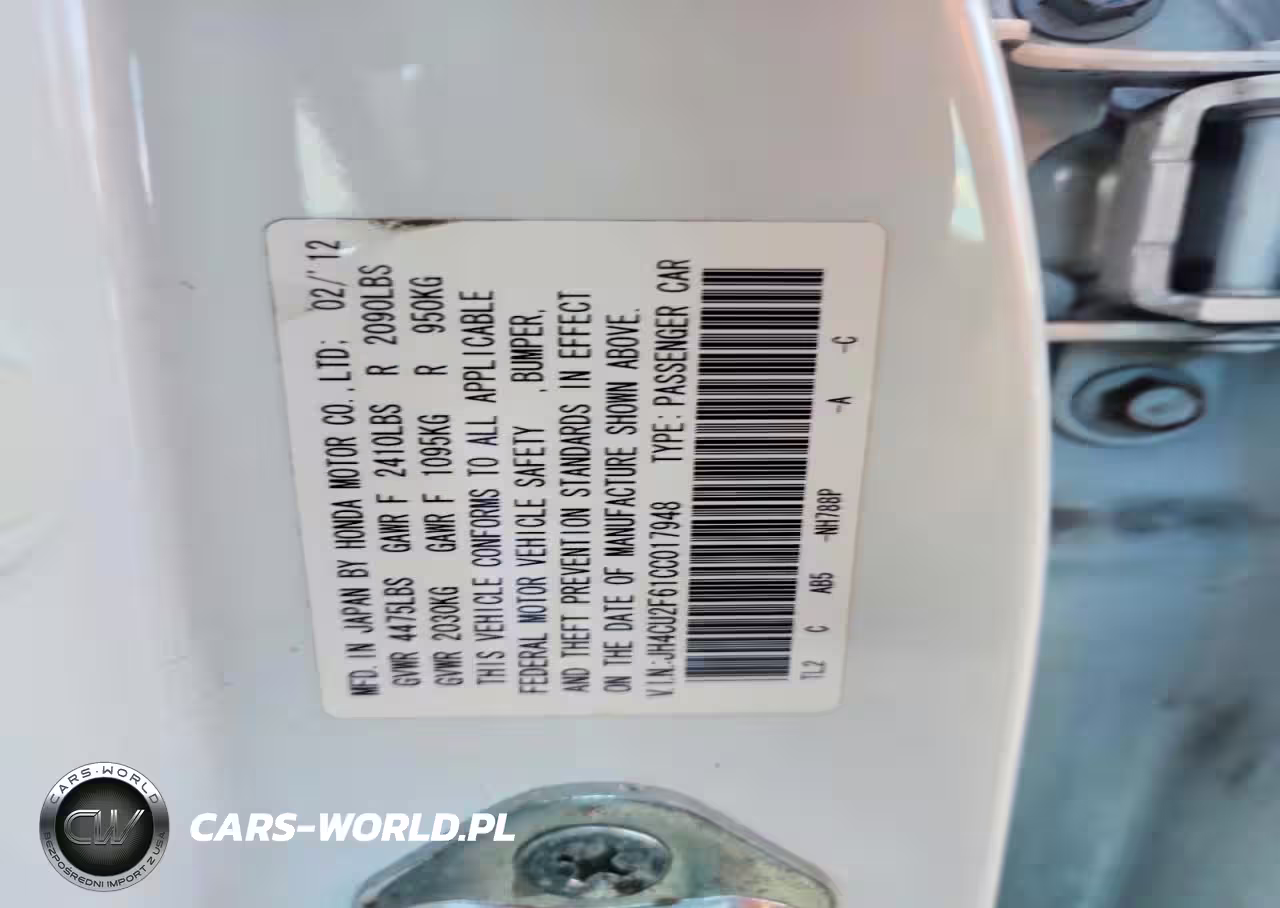 MFD. IN JAPAN BY HONDA MOTOR CO., LTD. 02/'12
GVWR 4475LBS GAWR F 2410LBS R 2090LBS
GVWR 2030KG GAWR F 1095KG R 950KG
THIS VEHICLE CONFORMS TO ALL APPLICABLE
FEDERAL MOTOR VEHICLE SAFETY , BUMPER,
AND THEFT PREVENTION STANDARDS IN EFFECT
ON THE DATE OF MANUFACTURE SHOWN ABOVE.
V.I.N.:JH4CU2F61CC017948 TYPE: PASSENGER CAR
TL2 C AB5 -NH788P -A -C
CARS-WORLD
CW
BEZPOŚREDNI IMPORT Z USA
CARS-WORLD.PL